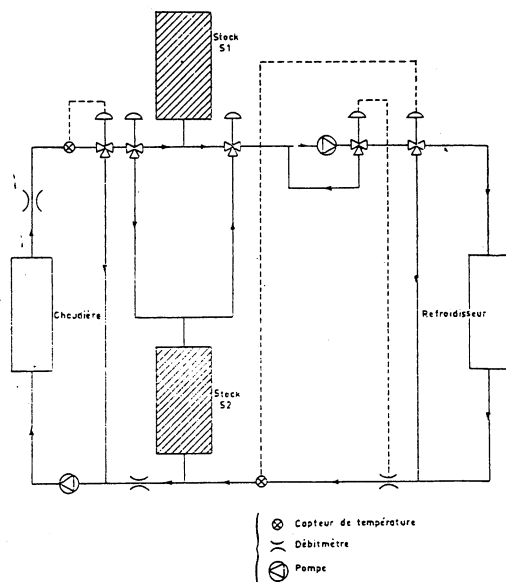 Stock
S1
Chaudière
Refroidisseur
Stock
S2
Capteur de température
Débitmètre
Pompe